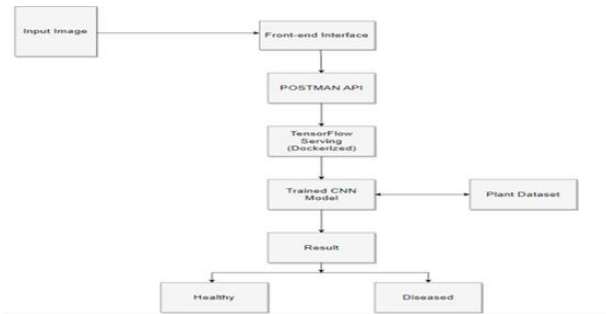 Input Image
Front-end Interface
POSTMAN API
TensorFlow
Serving
(Dockerized)
Trained CNN
Model
Plant Dataset
Result
Healthy
Diseased